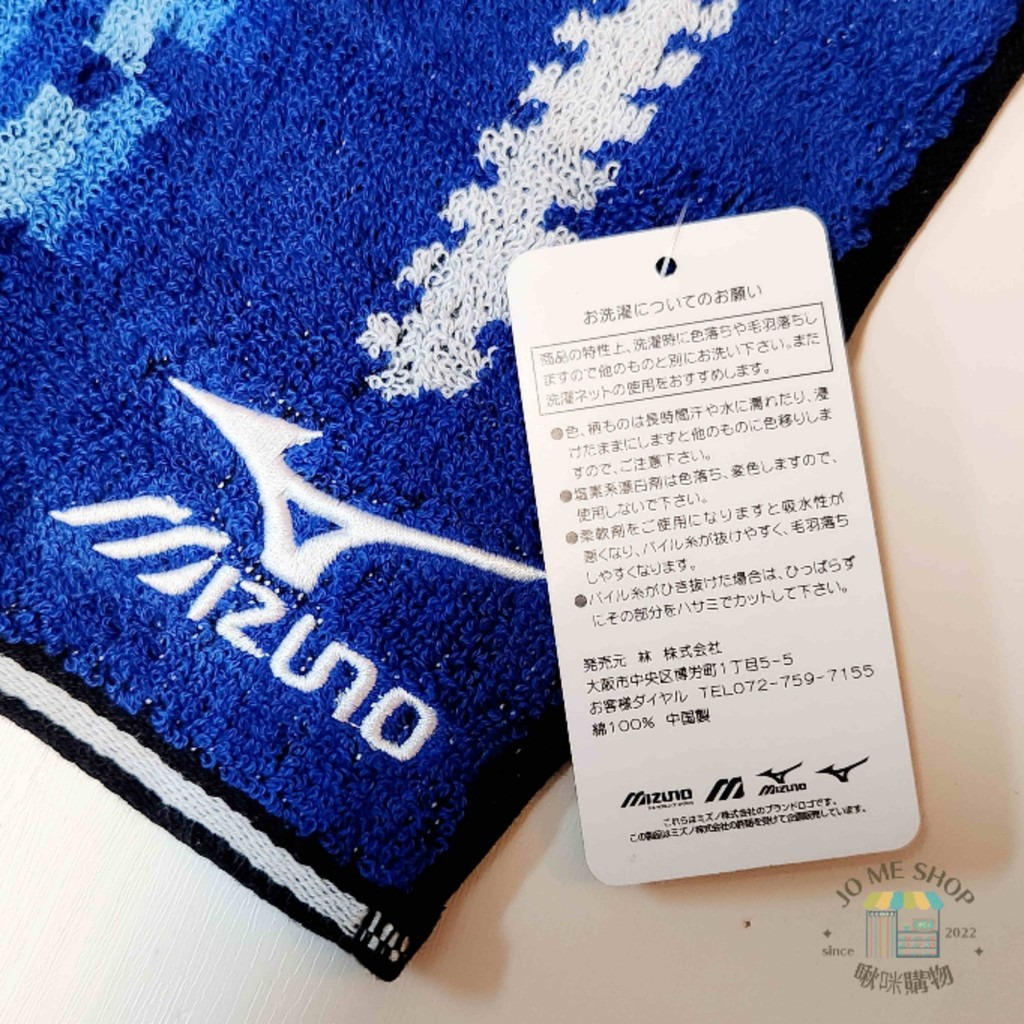 MIZUNO
お洗濯についてのお願い
商品の特性上、洗濯時に色落ちや毛羽落ちし
ますので他のものと別にお洗い下さい。また
洗濯ネットの使用をおすすめします。
●色、柄ものは長時間汗や水に濡れたり、浸
けたままにしますと他のものに色移りしま
すので、ご注意下さい。
●塩素系漂白剤は色落ち、変色しますので、
使用しないで下さい。
●柔軟剤をご使用になりますと吸水性が
悪くなり、パイル糸が抜けやすく、毛羽落ち
しやすくなります。
●パイル糸がひき抜けた場合は、ひっぱらず
にその部分をハサミでカットして下さい。
発売元 林 株式会社
大阪市中央区博労町1丁目5-5
お客様ダイヤル TEL072-759-7155
綿100% 中国製
MIZUNO MIZUNO
これらはミズノ株式会社のブランドロゴです。
この製品はミズノ株式会社の許諾を受けて企画販売しています。
JO ME SHOP
since 2022
啾咪購物